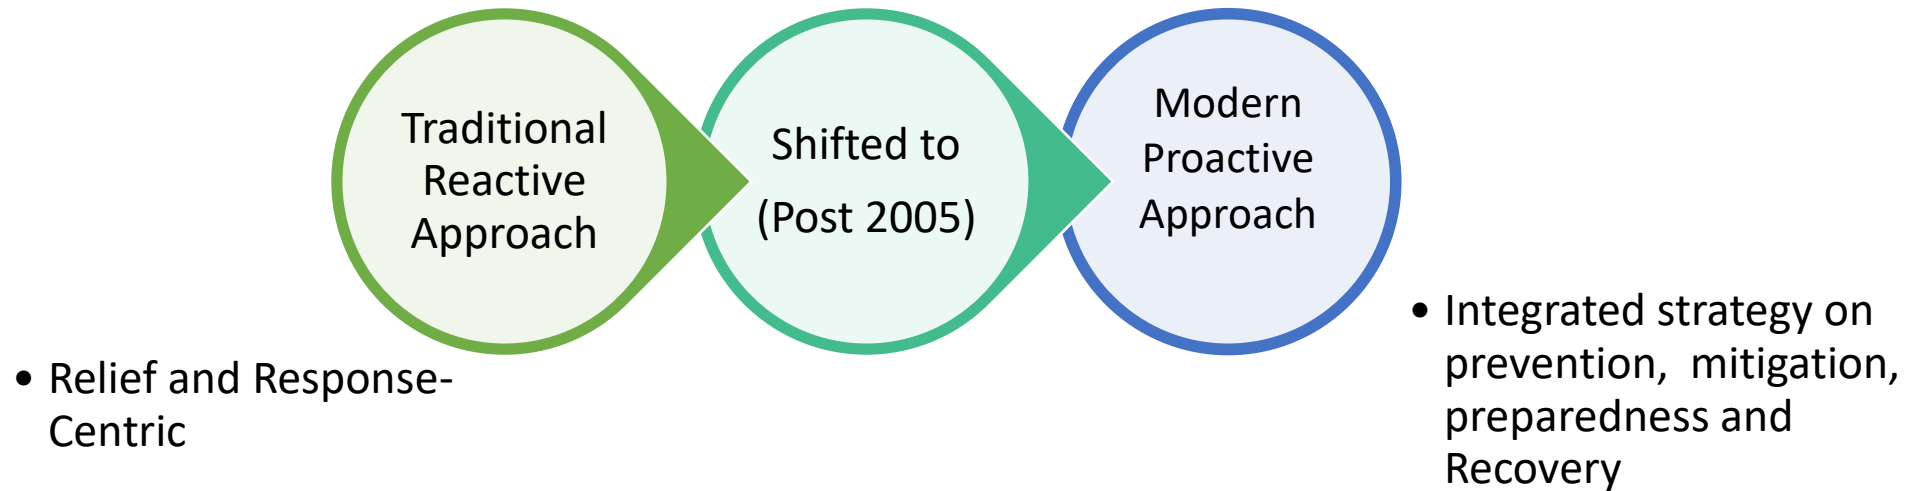 Traditional
Reactive
Approach
Shifted to
(Post 2005)
Modern
Proactive
Approach
• Relief and Response-
Centric
• Integrated strategy on
prevention, mitigation,
preparedness and
Recovery